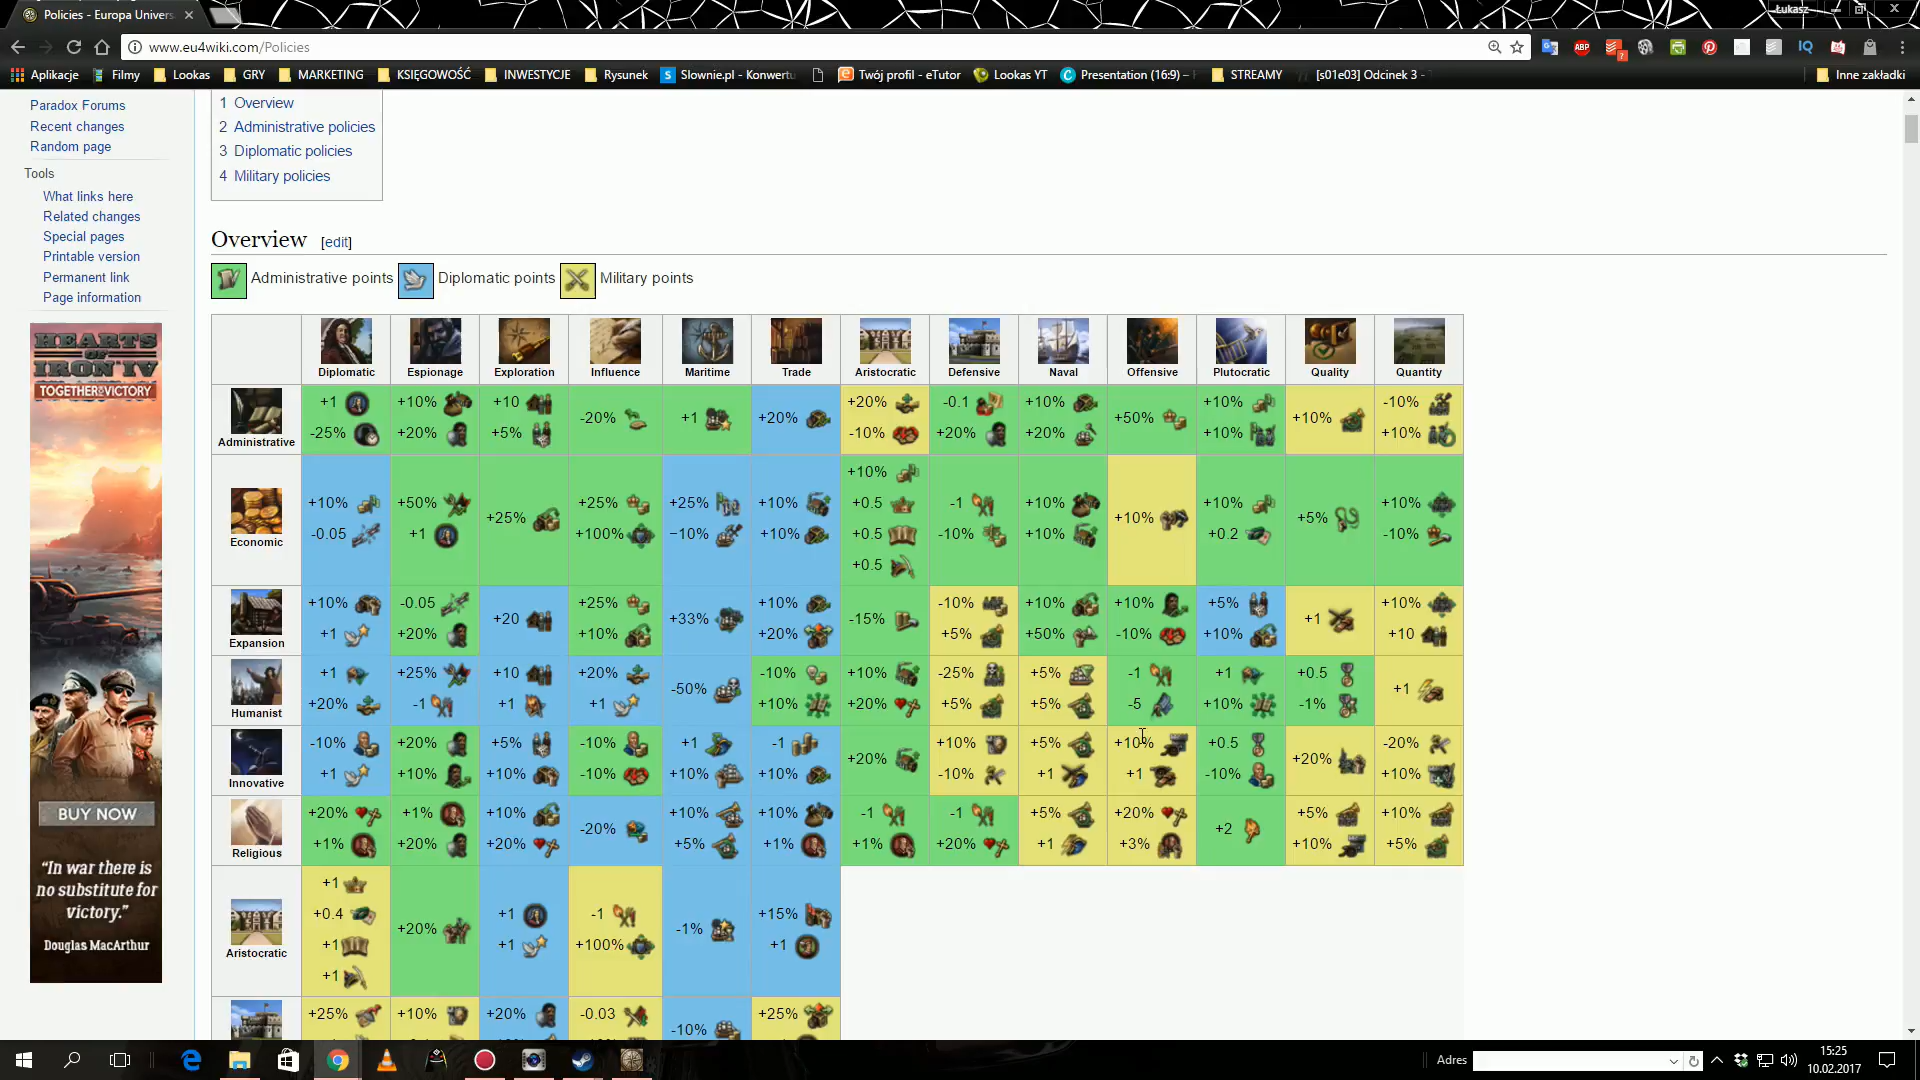 Policies - Europa Univers
Łukasz
www.eu4wiki.com/Policies
Aplikacje Filmy Lookas GRY MARKETING KSIĘGOWOŚĆ INWESTYCJE Rysunek Slownie.pl - Konwertu Twój profil - eTutor Lookas YT Presentation (16:9) – STREAMY [s01e03] Odcinek 3 - Inne zakładki
Paradox Forums
Recent changes
Random page
Tools
What links here
Related changes
Special pages
Printable version
Permanent link
Page information
HEARTS OF IRON IV
TOGETHER FOR VICTORY
BUY NOW
"In war there is
no substitute for
victory."
Douglas MacArthur
1 Overview
2 Administrative policies
3 Diplomatic policies
4 Military policies
Overview [edit]
Administrative points Diplomatic points Military points
Diplomatic Espionage Exploration Influence Maritime Trade Aristocratic Defensive Naval Offensive Plutocratic Quality Quantity
+1 +10% +10 -20% +1 +20% +20% -0.1 +10% +50% +10% +10% -10%
-25% +20% +5% -10% +20% +20% +10% +10%
Administrative
+10% +50% +25% +25% +25% +10% +10% -1 +10% +10% +10% +5% +10%
-0.05 +1 +100% −10% +10% +0.5 -10% +10% +0.2 -10%
+0.5
+0.5
Economic
+10% -0.05 +20 +25% +33% +10% -15% -10% +10% +10% +5% +1 +10%
+1 +20% +10% +20% +5% +50% -10% +10% +10
Expansion
+1 +25% +10 +20% -50% -10% +10% -25% +5% -1 +1 +0.5 +1
+20% -1 +1 +1 +10% +20% +5% +5% -5 +10% -1%
Humanist
-10% +20% +5% -10% +1 -1 +20% +10% +5% +10% +0.5 +20% -20%
+1 +10% +10% -10% +10% +10% -10% +1 +1 -10% +10%
Innovative
+20% +1% +10% -20% +10% +10% -1 -1 +5% +20% +2 +5% +10%
+1% +20% +20% +5% +1% +1% +20% +1 +3% +10% +5%
Religious
+1 +20% +1 -1 -1% +15%
+0.4 +1 +100% +1
+1
+1
Aristocratic
+25% +10% +20% -0.03 -10% +25%
Adres
15:25
10.02.2017